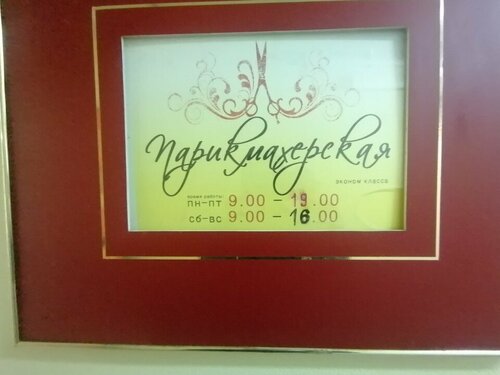 Парикмахерская
эконом класса
время работы:
пн-пт 9.00 - 19.00
сб-вс 9.00 - 16.00